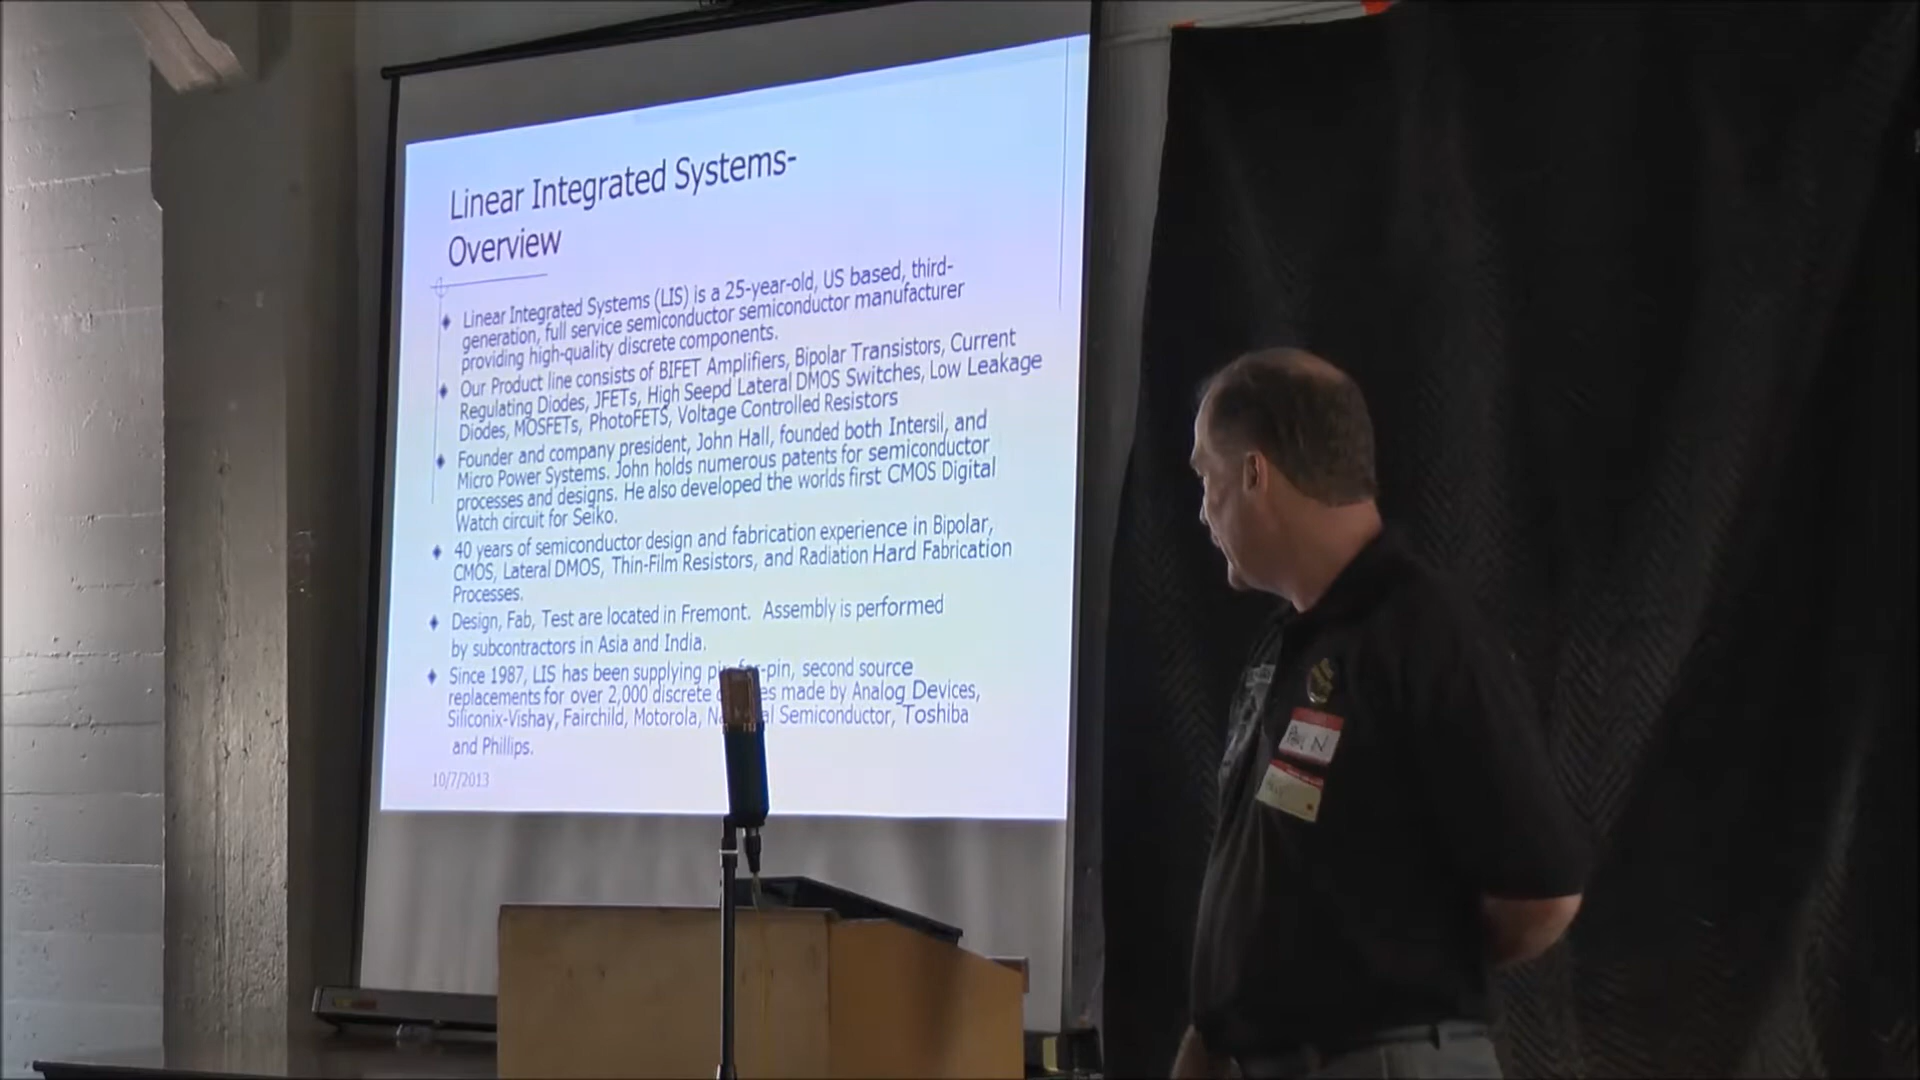 Linear Integrated Systems-
Overview
Linear Integrated Systems (LIS) is a 25-year-old, US based, third-
generation, full service semiconductor semiconductor manufacturer
providing high-quality discrete components.
Our Product line consists of BIFET Amplifiers, Bipolar Transistors, Current
Regulating Diodes, JFETs, High Seepd Lateral DMOS Switches, Low Leakage
Diodes, MOSFETs, PhotoFETS, Voltage Controlled Resistors
Founder and company president, John Hall, founded both Intersil, and
Micro Power Systems. John holds numerous patents for semiconductor
processes and designs. He also developed the worlds first CMOS Digital
Watch circuit for Seiko.
40 years of semiconductor design and fabrication experience in Bipolar,
CMOS, Lateral DMOS, Thin-Film Resistors, and Radiation Hard Fabrication
Processes.
Design, Fab, Test are located in Fremont. Assembly is performed
by subcontractors in Asia and India.
Since 1987, LIS has been supplying -pin, second source
replacements for over 2,000 discrete made by Analog Devices,
Siliconix-Vishay, Fairchild, Motorola, Semiconductor, Toshiba
and Phillips.
10/7/2013
N